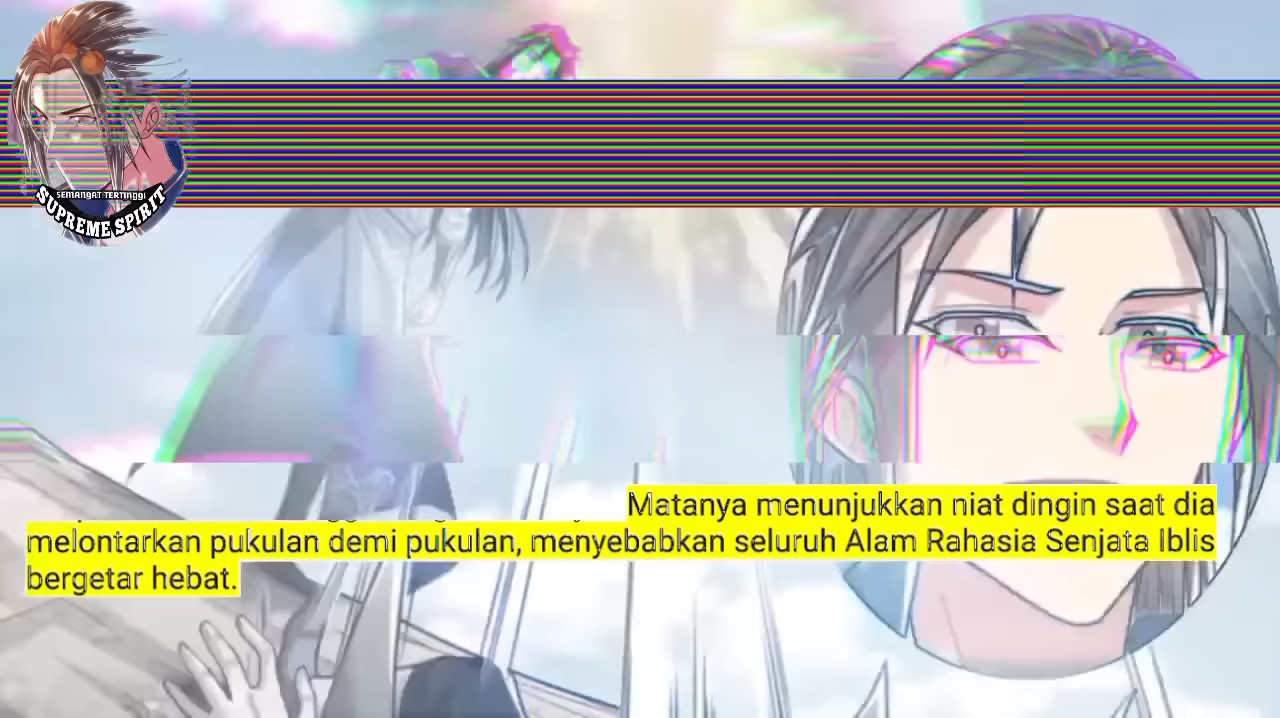 SEMANGAT TERTINGGI
SUPREME SPIRIT
Matanya menunjukkan niat dingin saat dia
melontarkan pukulan demi pukulan, menyebabkan seluruh Alam Rahasia Senjata Iblis
bergetar hebat.